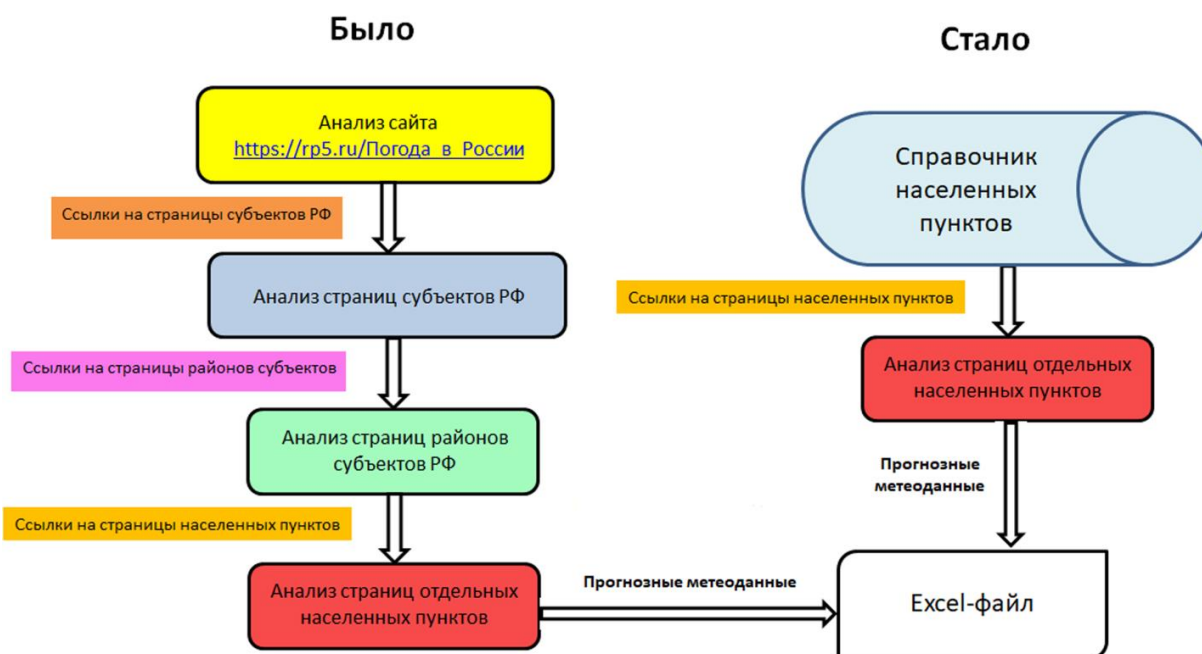 Было
Анализ сайта
https://rp5.ru/Погода_в_России
Ссылки на страницы субъектов РФ
Анализ страниц субъектов РФ
Ссылки на страницы районов субъектов
Анализ страниц районов
субъектов РФ
Ссылки на страницы населенных пунктов
Анализ страниц отдельных
населенных пунктов
Прогнозные метеоданные
Стало
Справочник
населенных
пунктов
Ссылки на страницы населенных пунктов
Анализ страниц отдельных
населенных пунктов
Прогнозные
метеоданные
Excel-файл